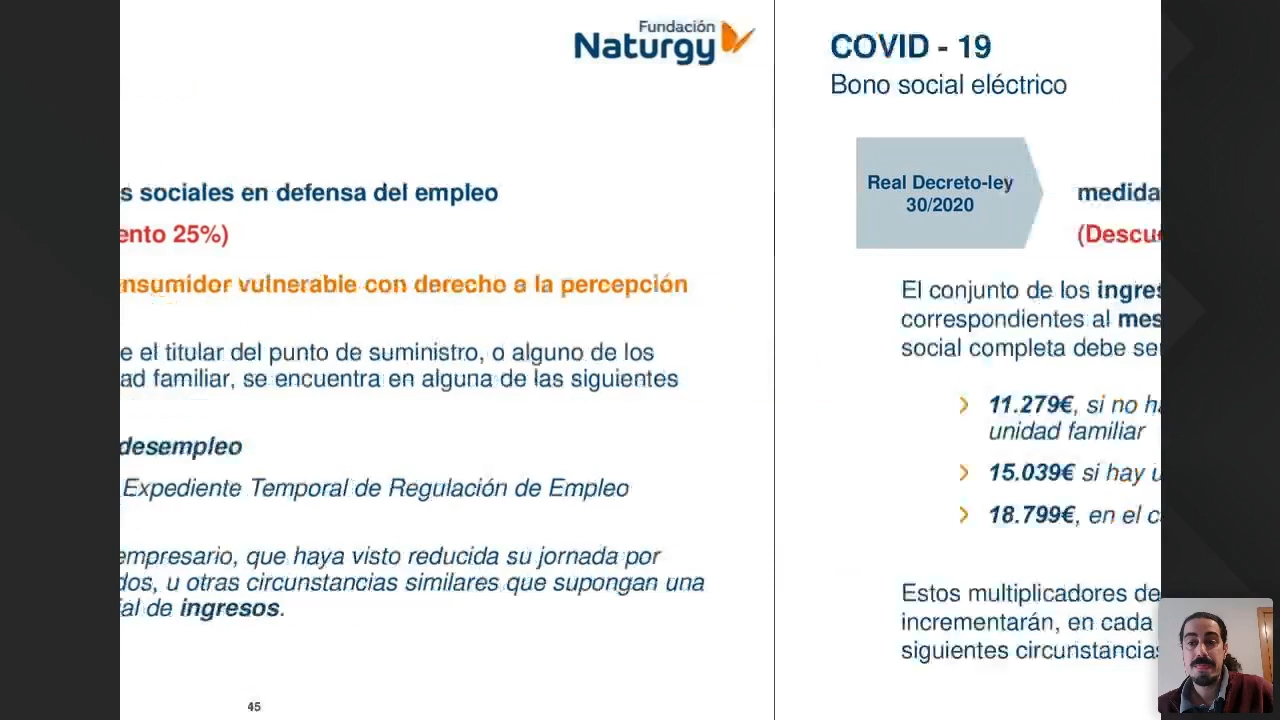 Fundación
Naturgy
s sociales en defensa del empleo
ento 25%)
nsumidor vulnerable con derecho a la percepción
e el titular del punto de suministro, o alguno de los
ad familiar, se encuentra en alguna de las siguientes
desempleo
Expediente Temporal de Regulación de Empleo
empresario, que haya visto reducida su jornada por
dos, u otras circunstancias similares que supongan una
ial de ingresos.
45
COVID - 19
Bono social eléctrico
Real Decreto-ley
30/2020
medida
(Descue
El conjunto de los ingres
correspondientes al mes
social completa debe ser
11.279€, si no ha
unidad familiar
15.039€ si hay u
18.799€, en el c
Estos multiplicadores de
incrementarán, en cada
siguientes circunstancias